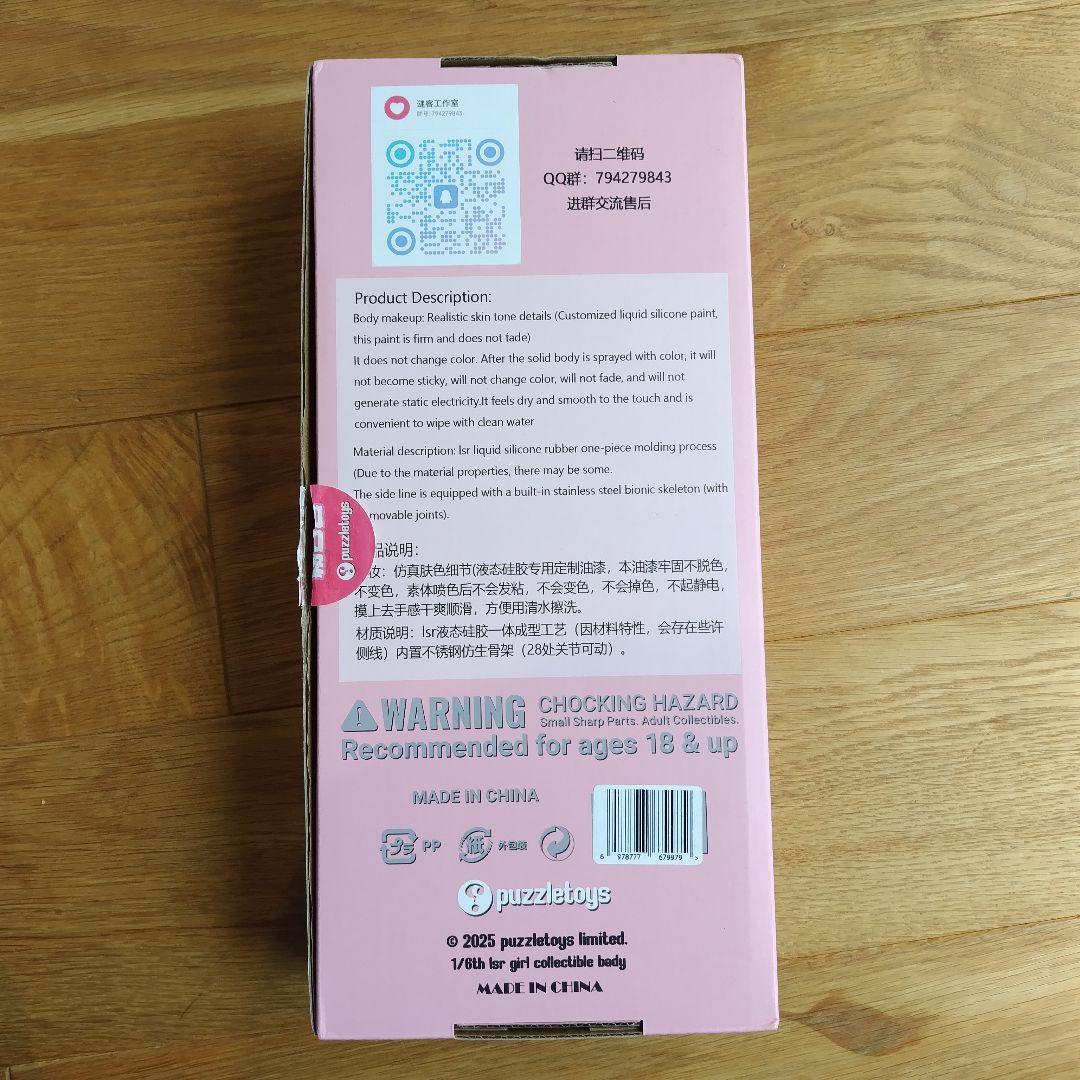 谜客工作室
群号: 794279843
请扫二维码
QQ群：794279843
进群交流售后
Product Description:
Body makeup: Realistic skin tone details (Customized liquid silicone paint,
this paint is firm and does not fade)
It does not change color. After the solid body is sprayed with color, it will
not become sticky, will not change color, will not fade, and will not
generate static electricity.It feels dry and smooth to the touch and is
convenient to wipe with clean water
Material description: lsr liquid silicone rubber one-piece molding process
(Due to the material properties, there may be some.
The side line is equipped with a built-in stainless steel bionic skeleton (with
movable joints).
puzzletoys
品说明：
妆：仿真肤色细节(液态硅胶专用定制油漆，本油漆牢固不脱色，
不变色，素体喷色后不会发粘，不会变色，不会掉色，不起静电，
摸上去手感干爽顺滑，方便用清水擦洗。
材质说明：lsr液态硅胶一体成型工艺（因材料特性，会存在些许
侧线）内置不锈钢仿生骨架（28处关节可动）。
WARNING CHOCKING HAZARD
Small Sharp Parts. Adult Collectibles.
Recommended for ages 18 & up
MADE IN CHINA
プラ PP 紙 外包装
6 978777 679979 >
puzzletoys
© 2025 puzzletoys limited.
1/6th lsr girl collectible bady
MADE IN CHINA